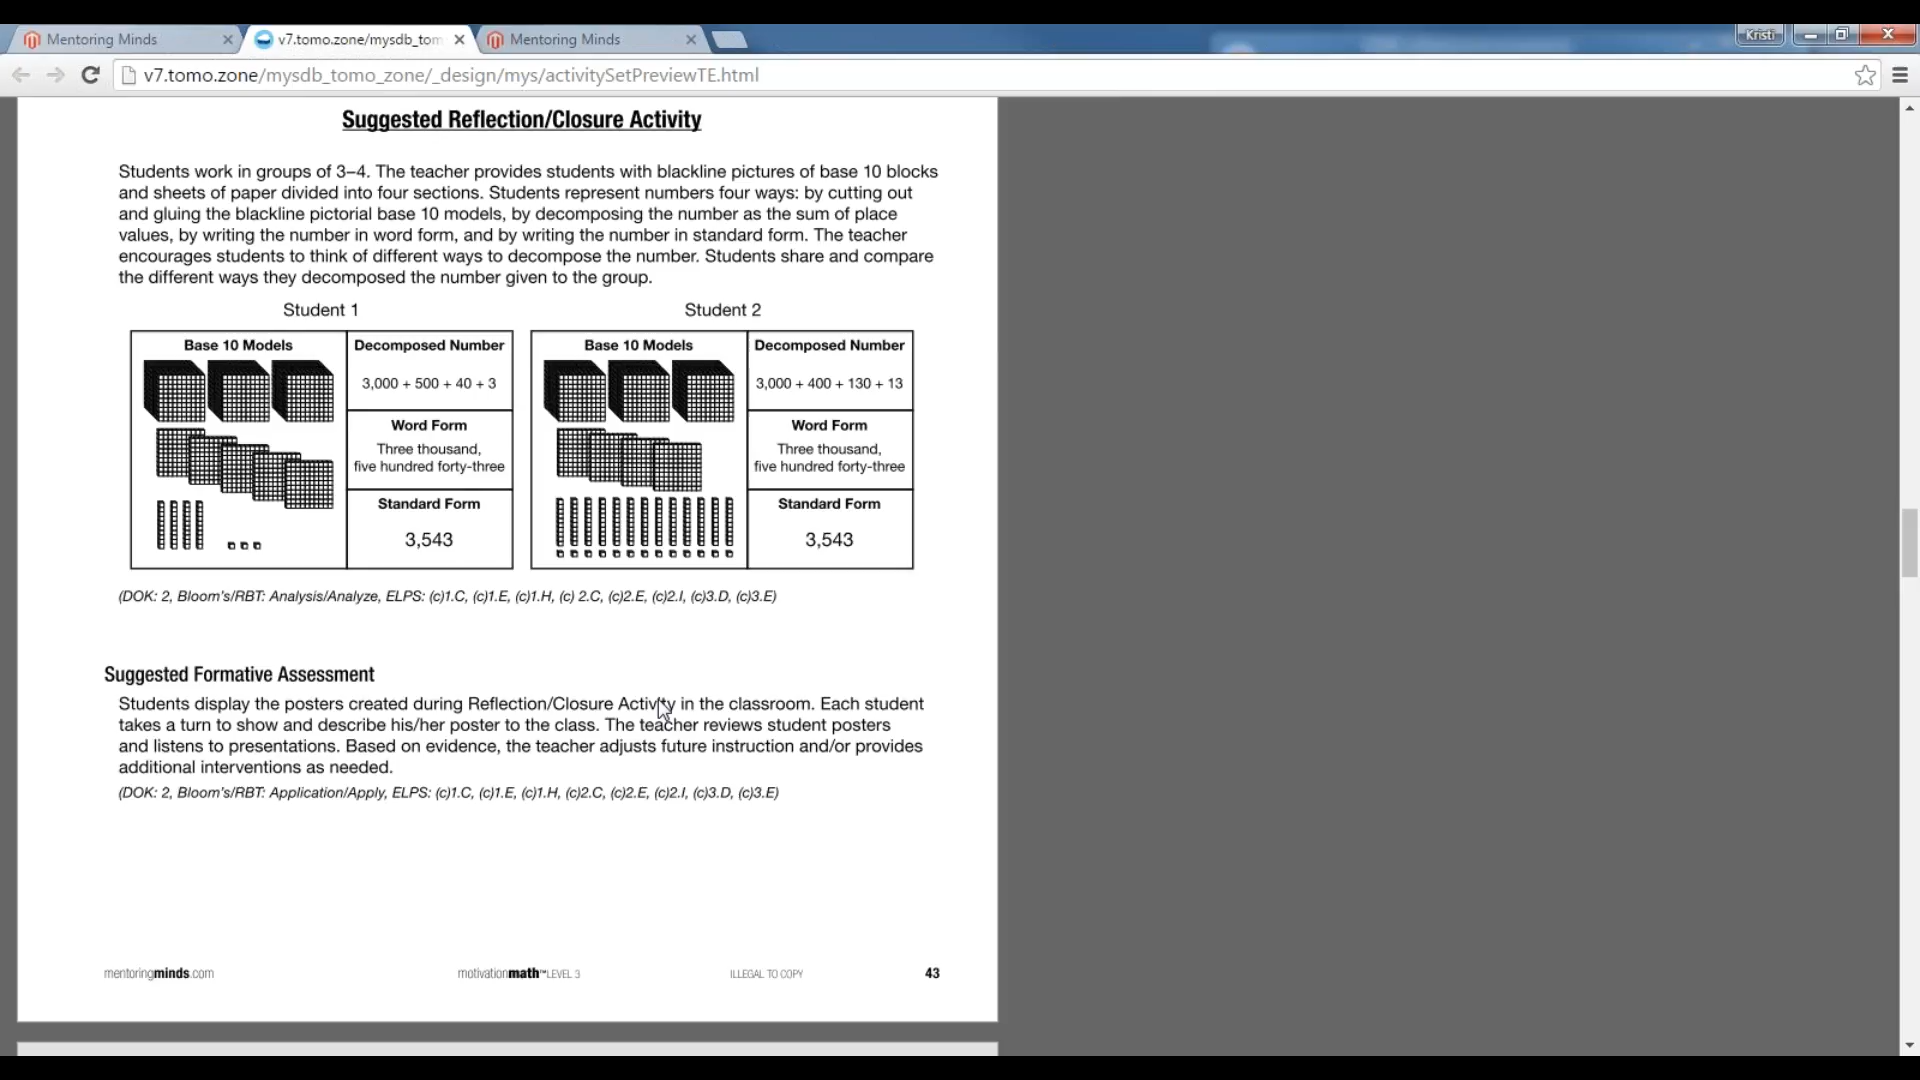 Mentoring Minds
v7.tomo.zone/mysdb_tom
Mentoring Minds
Kristi
v7.tomo.zone/mysdb_tomo_zone/_design/mys/activitySetPreviewTE.html
Suggested Reflection/Closure Activity
Students work in groups of 3–4. The teacher provides students with blackline pictures of base 10 blocks
and sheets of paper divided into four sections. Students represent numbers four ways: by cutting out
and gluing the blackline pictorial base 10 models, by decomposing the number as the sum of place
values, by writing the number in word form, and by writing the number in standard form. The teacher
encourages students to think of different ways to decompose the number. Students share and compare
the different ways they decomposed the number given to the group.
Student 1
Base 10 Models
Decomposed Number
3,000 + 500 + 40 + 3
Word Form
Three thousand,
five hundred forty-three
Standard Form
3,543
Student 2
Base 10 Models
Decomposed Number
3,000 + 400 + 130 + 13
Word Form
Three thousand,
five hundred forty-three
Standard Form
3,543
(DOK: 2, Bloom's/RBT: Analysis/Analyze, ELPS: (c)1.C, (c)1.E, (c)1.H, (c) 2.C, (c)2.E, (c)2.I, (c)3.D, (c)3.E)
Suggested Formative Assessment
Students display the posters created during Reflection/Closure Activity in the classroom. Each student
takes a turn to show and describe his/her poster to the class. The teacher reviews student posters
and listens to presentations. Based on evidence, the teacher adjusts future instruction and/or provides
additional interventions as needed.
(DOK: 2, Bloom's/RBT: Application/Apply, ELPS: (c)1.C, (c)1.E, (c)1.H, (c)2.C, (c)2.E, (c)2.I, (c)3.D, (c)3.E)
mentoringminds.com
motivationmath™LEVEL 3
ILLEGAL TO COPY
43